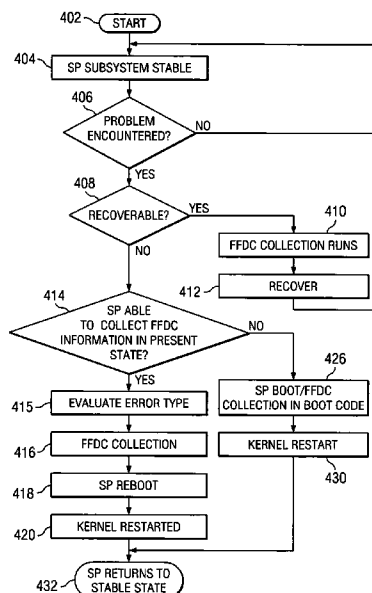 402
START
404
SP SUBSYSTEM STABLE
406
PROBLEM
ENCOUNTERED?
NO
YES
408
RECOVERABLE?
YES
410
FFDC COLLECTION RUNS
NO
412
RECOVER
414
SP ABLE
TO COLLECT FFDC
INFORMATION IN PRESENT
STATE?
NO
426
YES
415
EVALUATE ERROR TYPE
SP BOOT/FFDC
COLLECTION IN BOOT CODE
416
FFDC COLLECTION
KERNEL RESTART
430
418
SP REBOOT
420
KERNEL RESTARTED
432
SP RETURNS TO
STABLE STATE